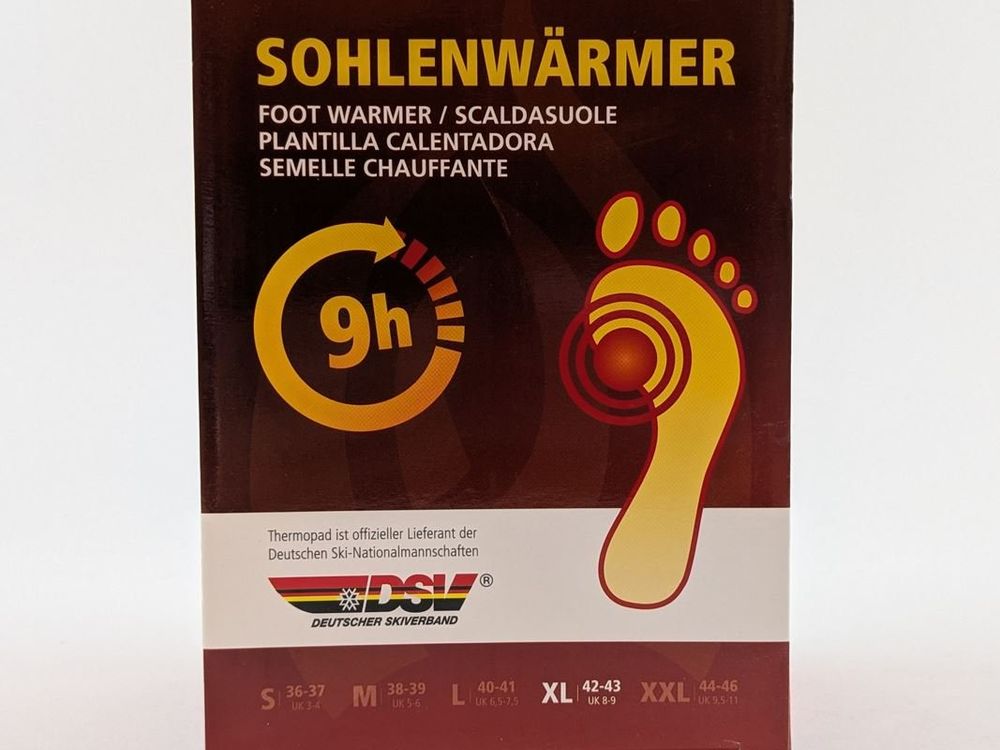 SOHLENWÄRMER
FOOT WARMER / SCALDASUOLE
PLANTILLA CALENTADORA
SEMELLE CHAUFFANTE
9h
Thermopad ist offizieller Lieferant der
Deutschen Ski-Nationalmannschaften
DSV®
DEUTSCHER SKIVERBAND
S 36-37 M 38-39 L 40-41 XL 42-43 XXL 44-46
UK 3-4 UK 5-6 UK 6,5-7,5 UK 8-9 UK 9,5-11